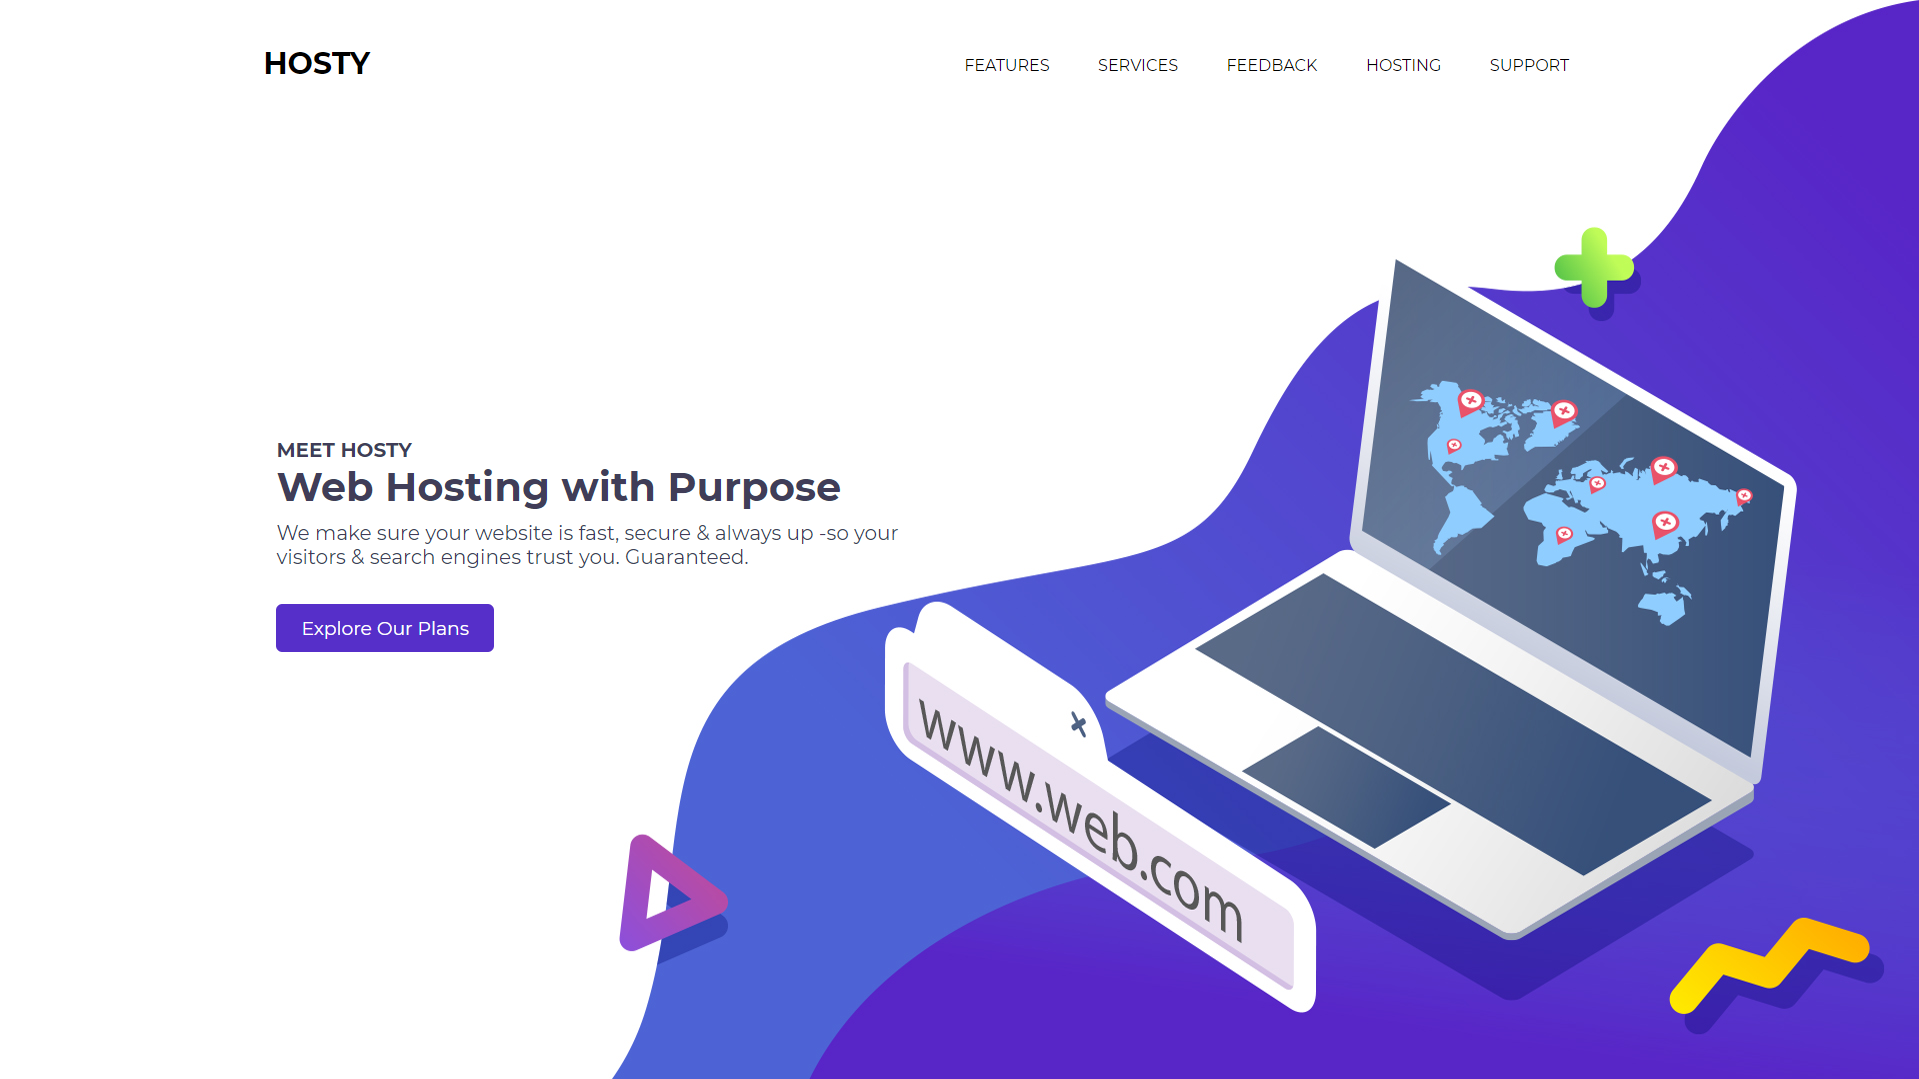 HOSTY
FEATURES
SERVICES
FEEDBACK
HOSTING
SUPPORT
MEET HOSTY
Web Hosting with Purpose
We make sure your website is fast, secure & always up -so your
visitors & search engines trust you. Guaranteed.
Explore Our Plans
www.web.com